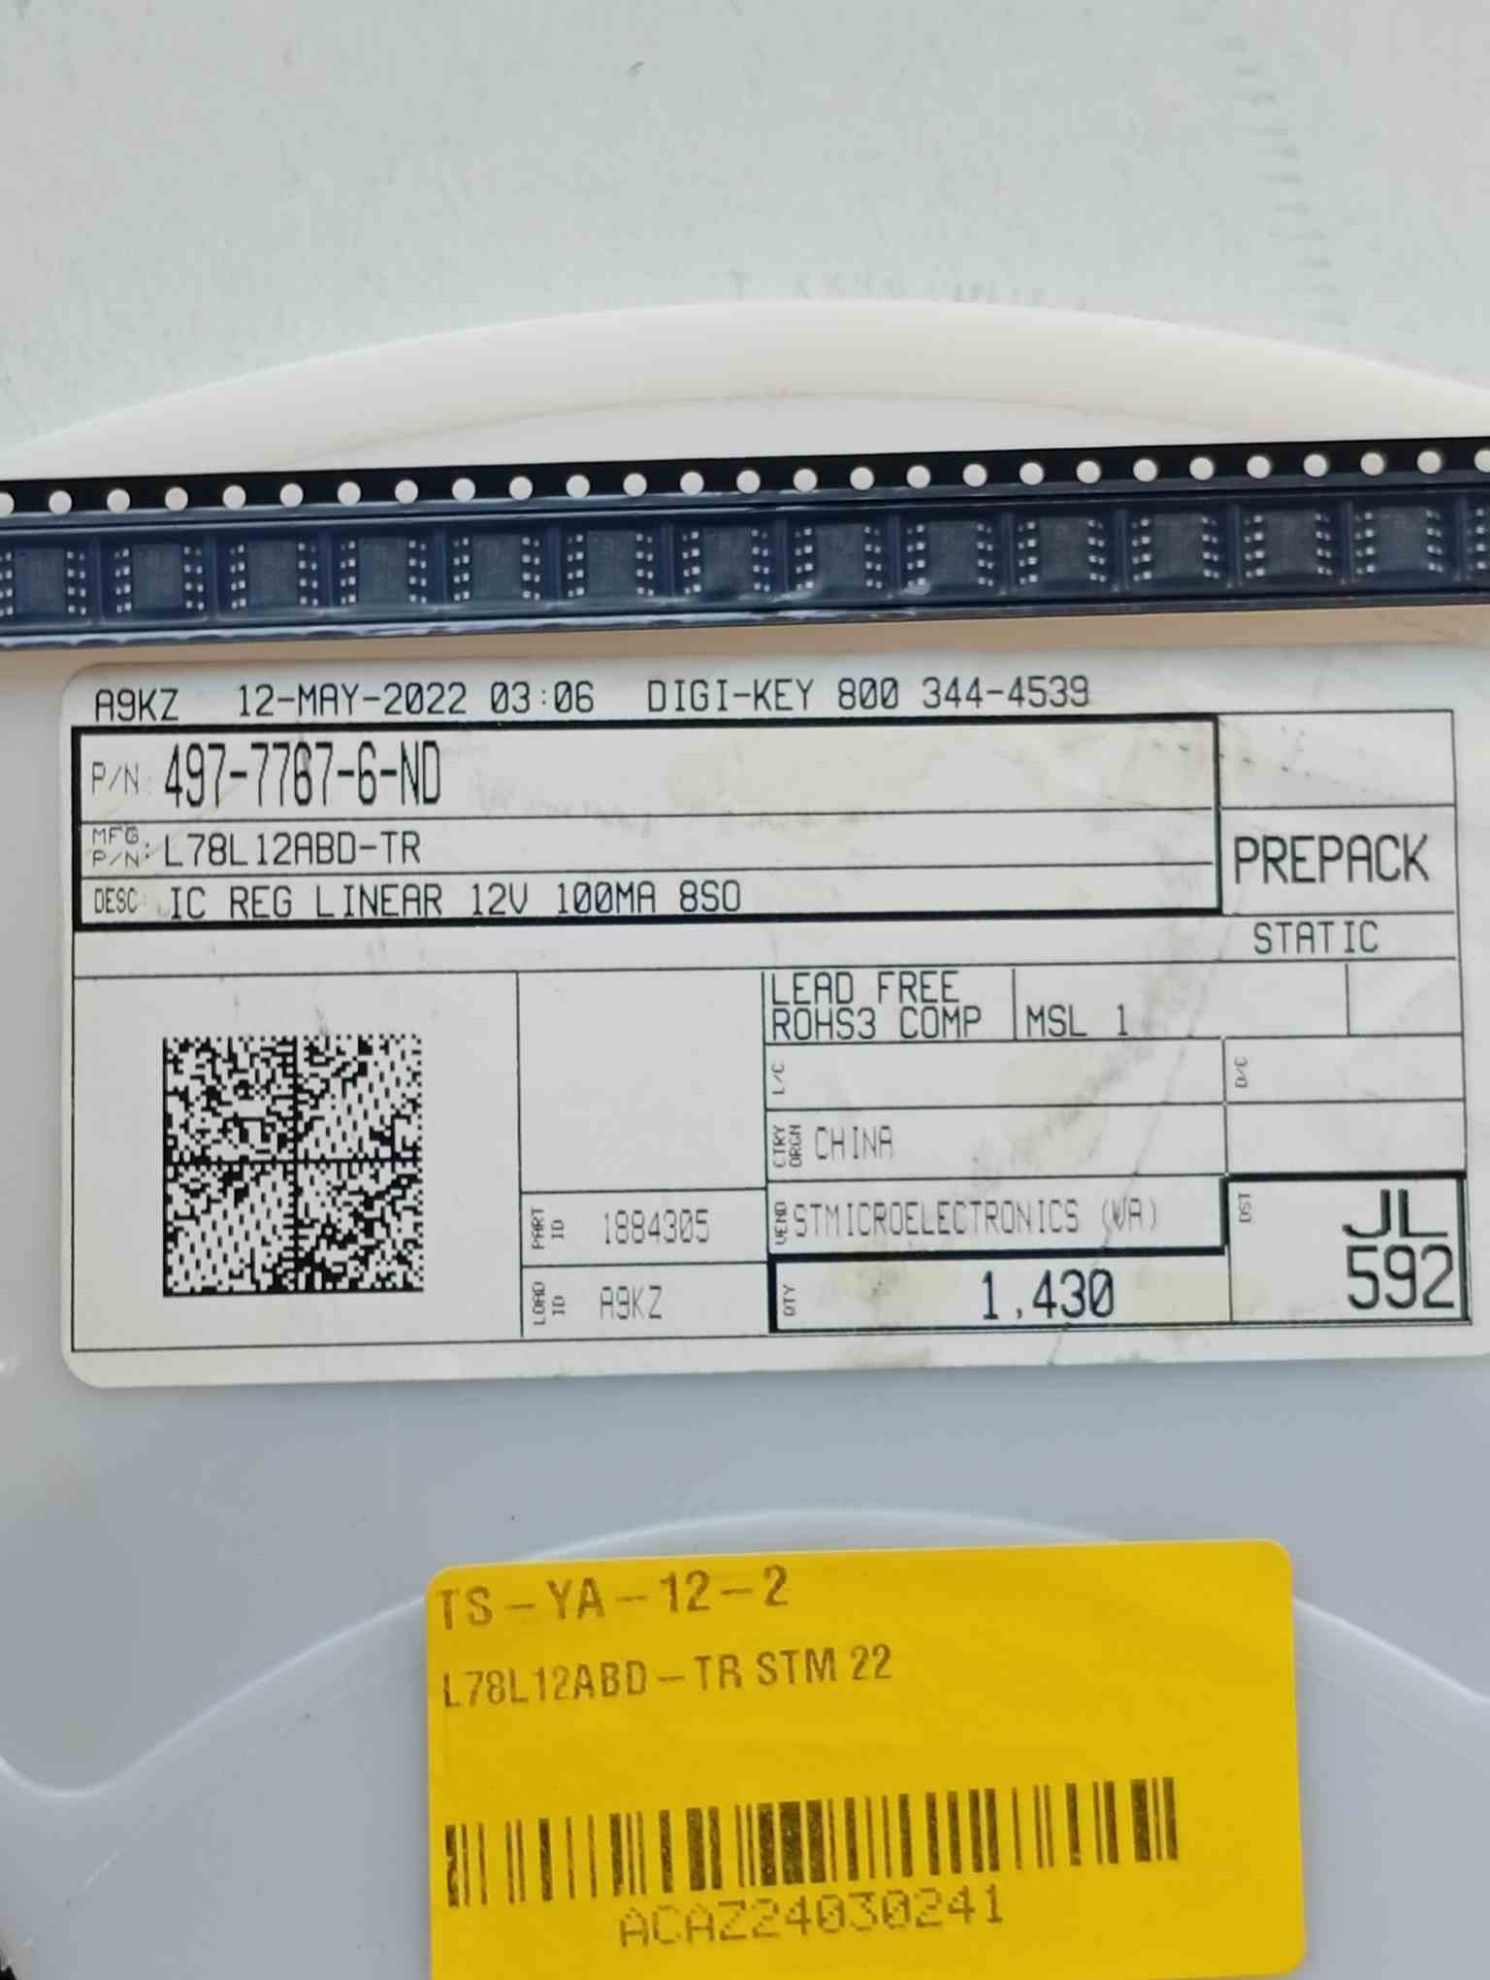 A9KZ 12-MAY-2022 03:06 DIGI-KEY 800 344-4539
P/N: 497-7767-6-ND
MFG P/N: L78L12ABD-TR
PREPACK
DESC: IC REG LINEAR 12V 100MA 8SO
STATIC
LEAD FREE
ROHS3 COMP
MSL 1
L/C
D/C
CTRY ORGN CHINA
PART ID 1884305
VEND STMICROELECTRONICS (VA)
DST JL 592
LOAD ID A9KZ
QTY 1,430
TS-YA-12-2
L78L12ABD-TR STM 22
ACAZ24030241